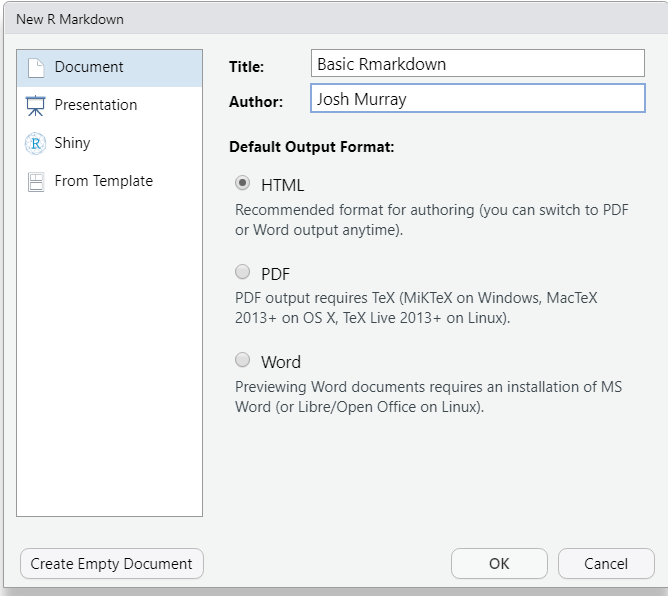 New R Markdown
Document
Presentation
R Shiny
From Template
Title: Basic Rmarkdown
Author: Josh Murray
Default Output Format:
HTML
Recommended format for authoring (you can switch to PDF
or Word output anytime).
PDF
PDF output requires TeX (MiKTeX on Windows, MacTeX
2013+ on OS X, TeX Live 2013+ on Linux).
Word
Previewing Word documents requires an installation of MS
Word (or Libre/Open Office on Linux).
Create Empty Document
OK
Cancel